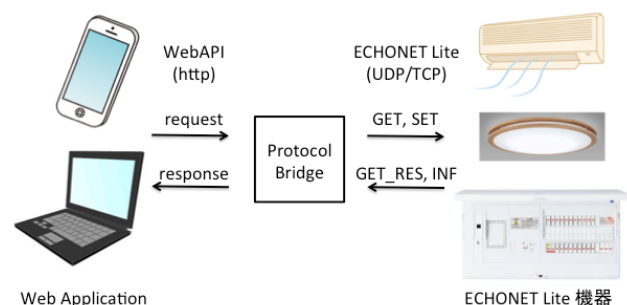 WebAPI
(http)
ECHONET Lite
(UDP/TCP)
request
GET, SET
Protocol
Bridge
response
GET_RES, INF
Web Application
ECHONET Lite 機器